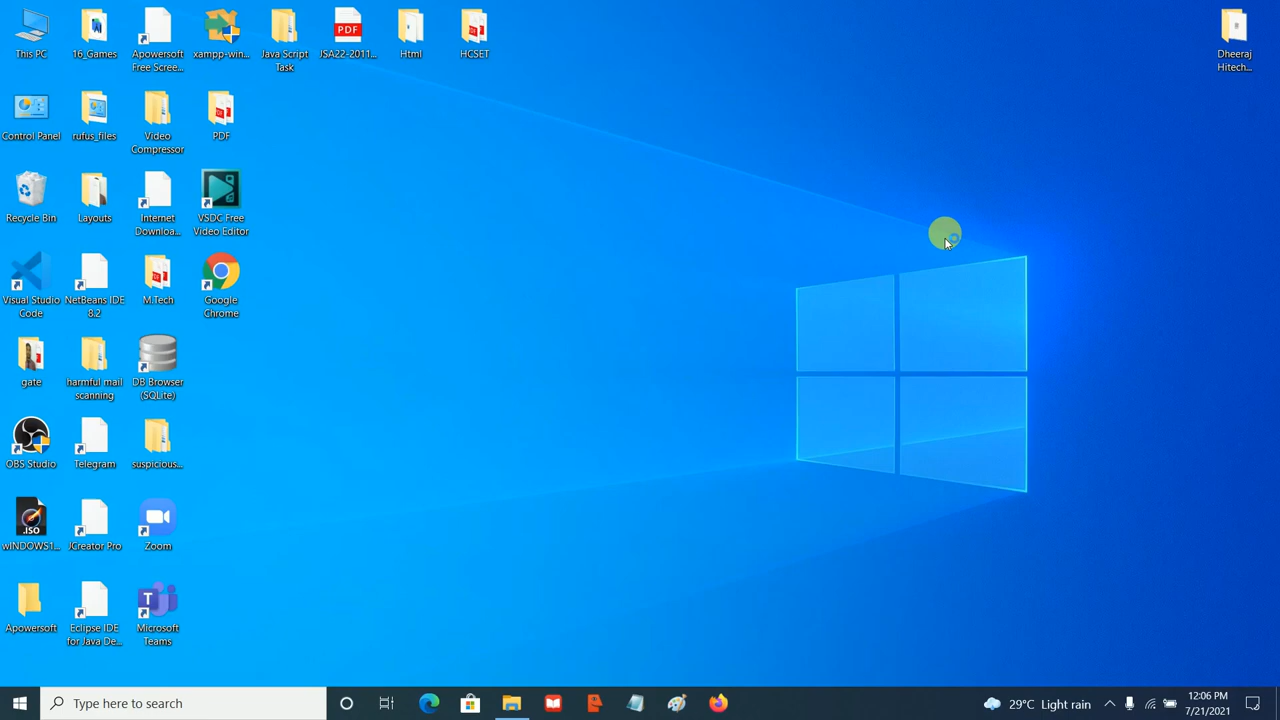 This PC
16_Games
Apowersoft
Free Scree...
xampp-win...
Java Script
Task
JSA22-2011...
Html
HCSET
Dheeraj
Hitech...
PDF
Control Panel
rufus_files
Video
Compressor
PDF
Recycle Bin
Layouts
Internet
Downloa...
VSDC Free
Video Editor
Visual Studio
Code
NetBeans IDE
8.2
M.Tech
Google
Chrome
gate
harmful mail
scanning
DB Browser
(SQLite)
OBS Studio
Telegram
suspicious...
.ISO
wINDOWS1...
JCreator Pro
Zoom
Apowersoft
Eclipse IDE
for Java De...
T
Microsoft
Teams
Type here to search
29°C Light rain
12:06 PM
7/21/2021